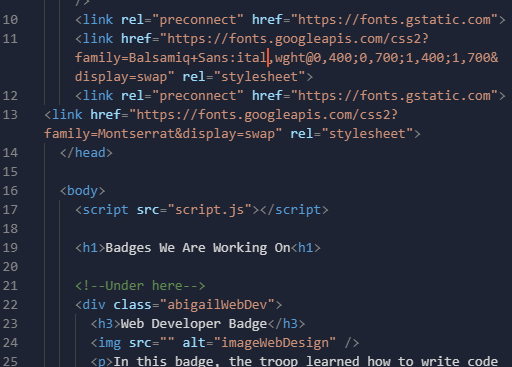 />
10 <link rel="preconnect" href="https://fonts.gstatic.com">
11 <link href="https://fonts.googleapis.com/css2?
family=Balsamiq+Sans:ital,wght@0,400;0,700;1,400;1,700&
display=swap" rel="stylesheet">
12 <link rel="preconnect" href="https://fonts.gstatic.com">
13 <link href="https://fonts.googleapis.com/css2?
family=Montserrat&display=swap" rel="stylesheet">
14 </head>
15
16 <body>
17 <script src="script.js"></script>
18
19 <h1>Badges We Are Working On<h1>
20
21 <!--Under here-->
22 <div class="abigailWebDev">
23 <h3>Web Developer Badge</h3>
24 <img src="" alt="imageWebDesign" />
25 <p>In this badge, the troop learned how to write code